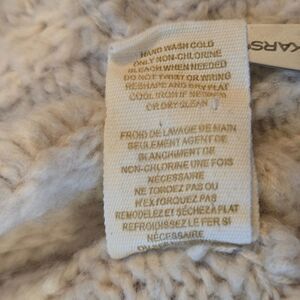 HAND WASH COLD
ONLY NON-CHLORINE
BLEACH WHEN NEEDED
DO NOT TWIST OR WRING
RESHAPE AND DRY FLAT
COOL IRON IF NEEDED
OR DRY CLEAN
FROID DE LAVAGE DE MAIN
SEULEMENT AGENT DE
BLANCHIMENT DE
NON-CHLORINE UNE FOIS
NÉCESSAIRE
NE TORDEZ PAS OU
N'EXTORQUEZ PAS
REMODELEZ ET SÉCHEZ À PLAT
REFROIDISSEZ LE FER SI
NÉCESSAIRE
KARS